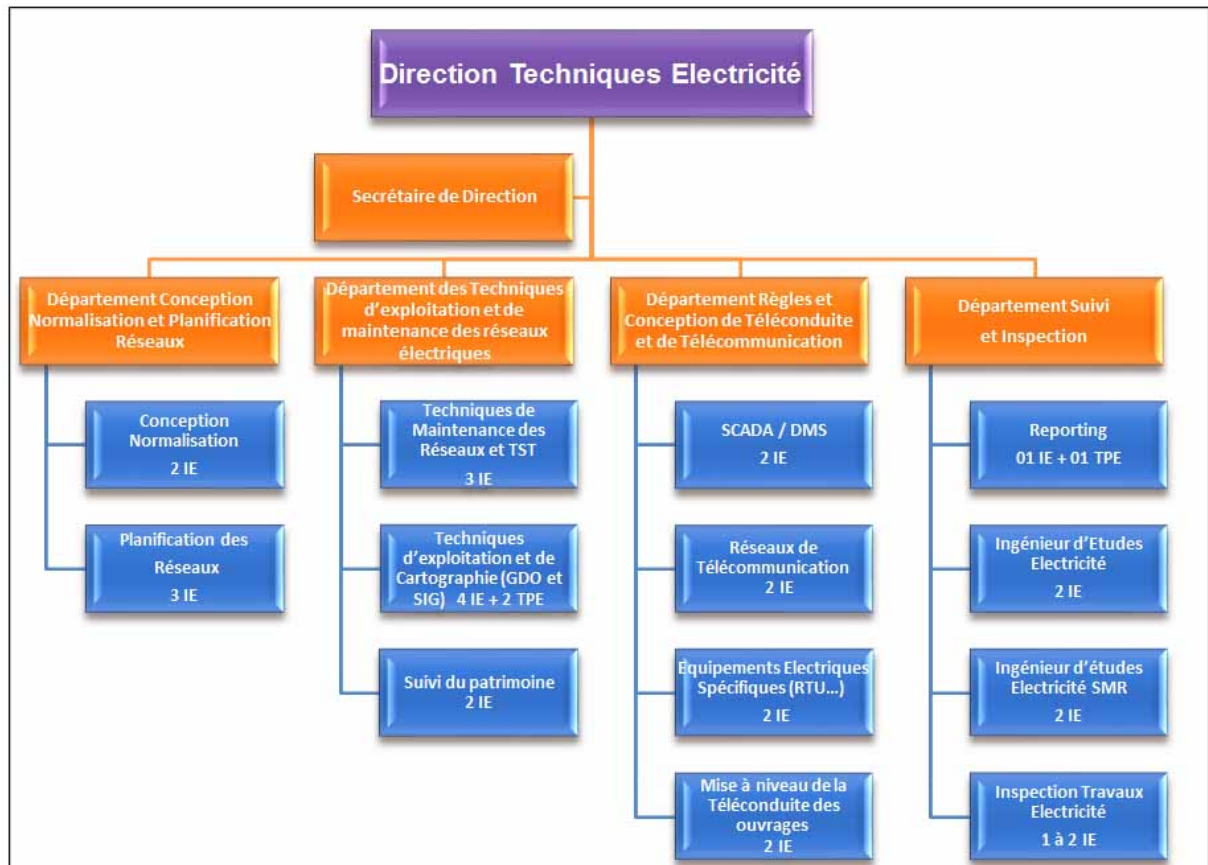 Direction Techniques Electricité
Secrétaire de Direction
Département Conception
Normalisation et Planification
Réseaux
Conception
Normalisation
2 IE
Planification des
Réseaux
3 IE
Département des Techniques
d'exploitation et de
maintenance des réseaux
électriques
Techniques de
Maintenance des
Réseaux et TST
3 IE
Techniques
d'exploitation et de
Cartographie (GDO et
SIG) 4 IE + 2 TPE
Suivi du patrimoine
2 IE
Département Règles et
Conception de Téléconduite
et de Télécommunication
SCADA / DMS
2 IE
Réseaux de
Télécommunication
2 IE
Equipements Electriques
Spécifiques (RTU...)
2 IE
Mise à niveau de la
Téléconduite des
ouvrages
2 IE
Département Suivi
et Inspection
Reporting
01 IE + 01 TPE
Ingénieur d'Etudes
Electricité
2 IE
Ingénieur d'études
Electricité SMR
2 IE
Inspection Travaux
Electricité
1 à 2 IE